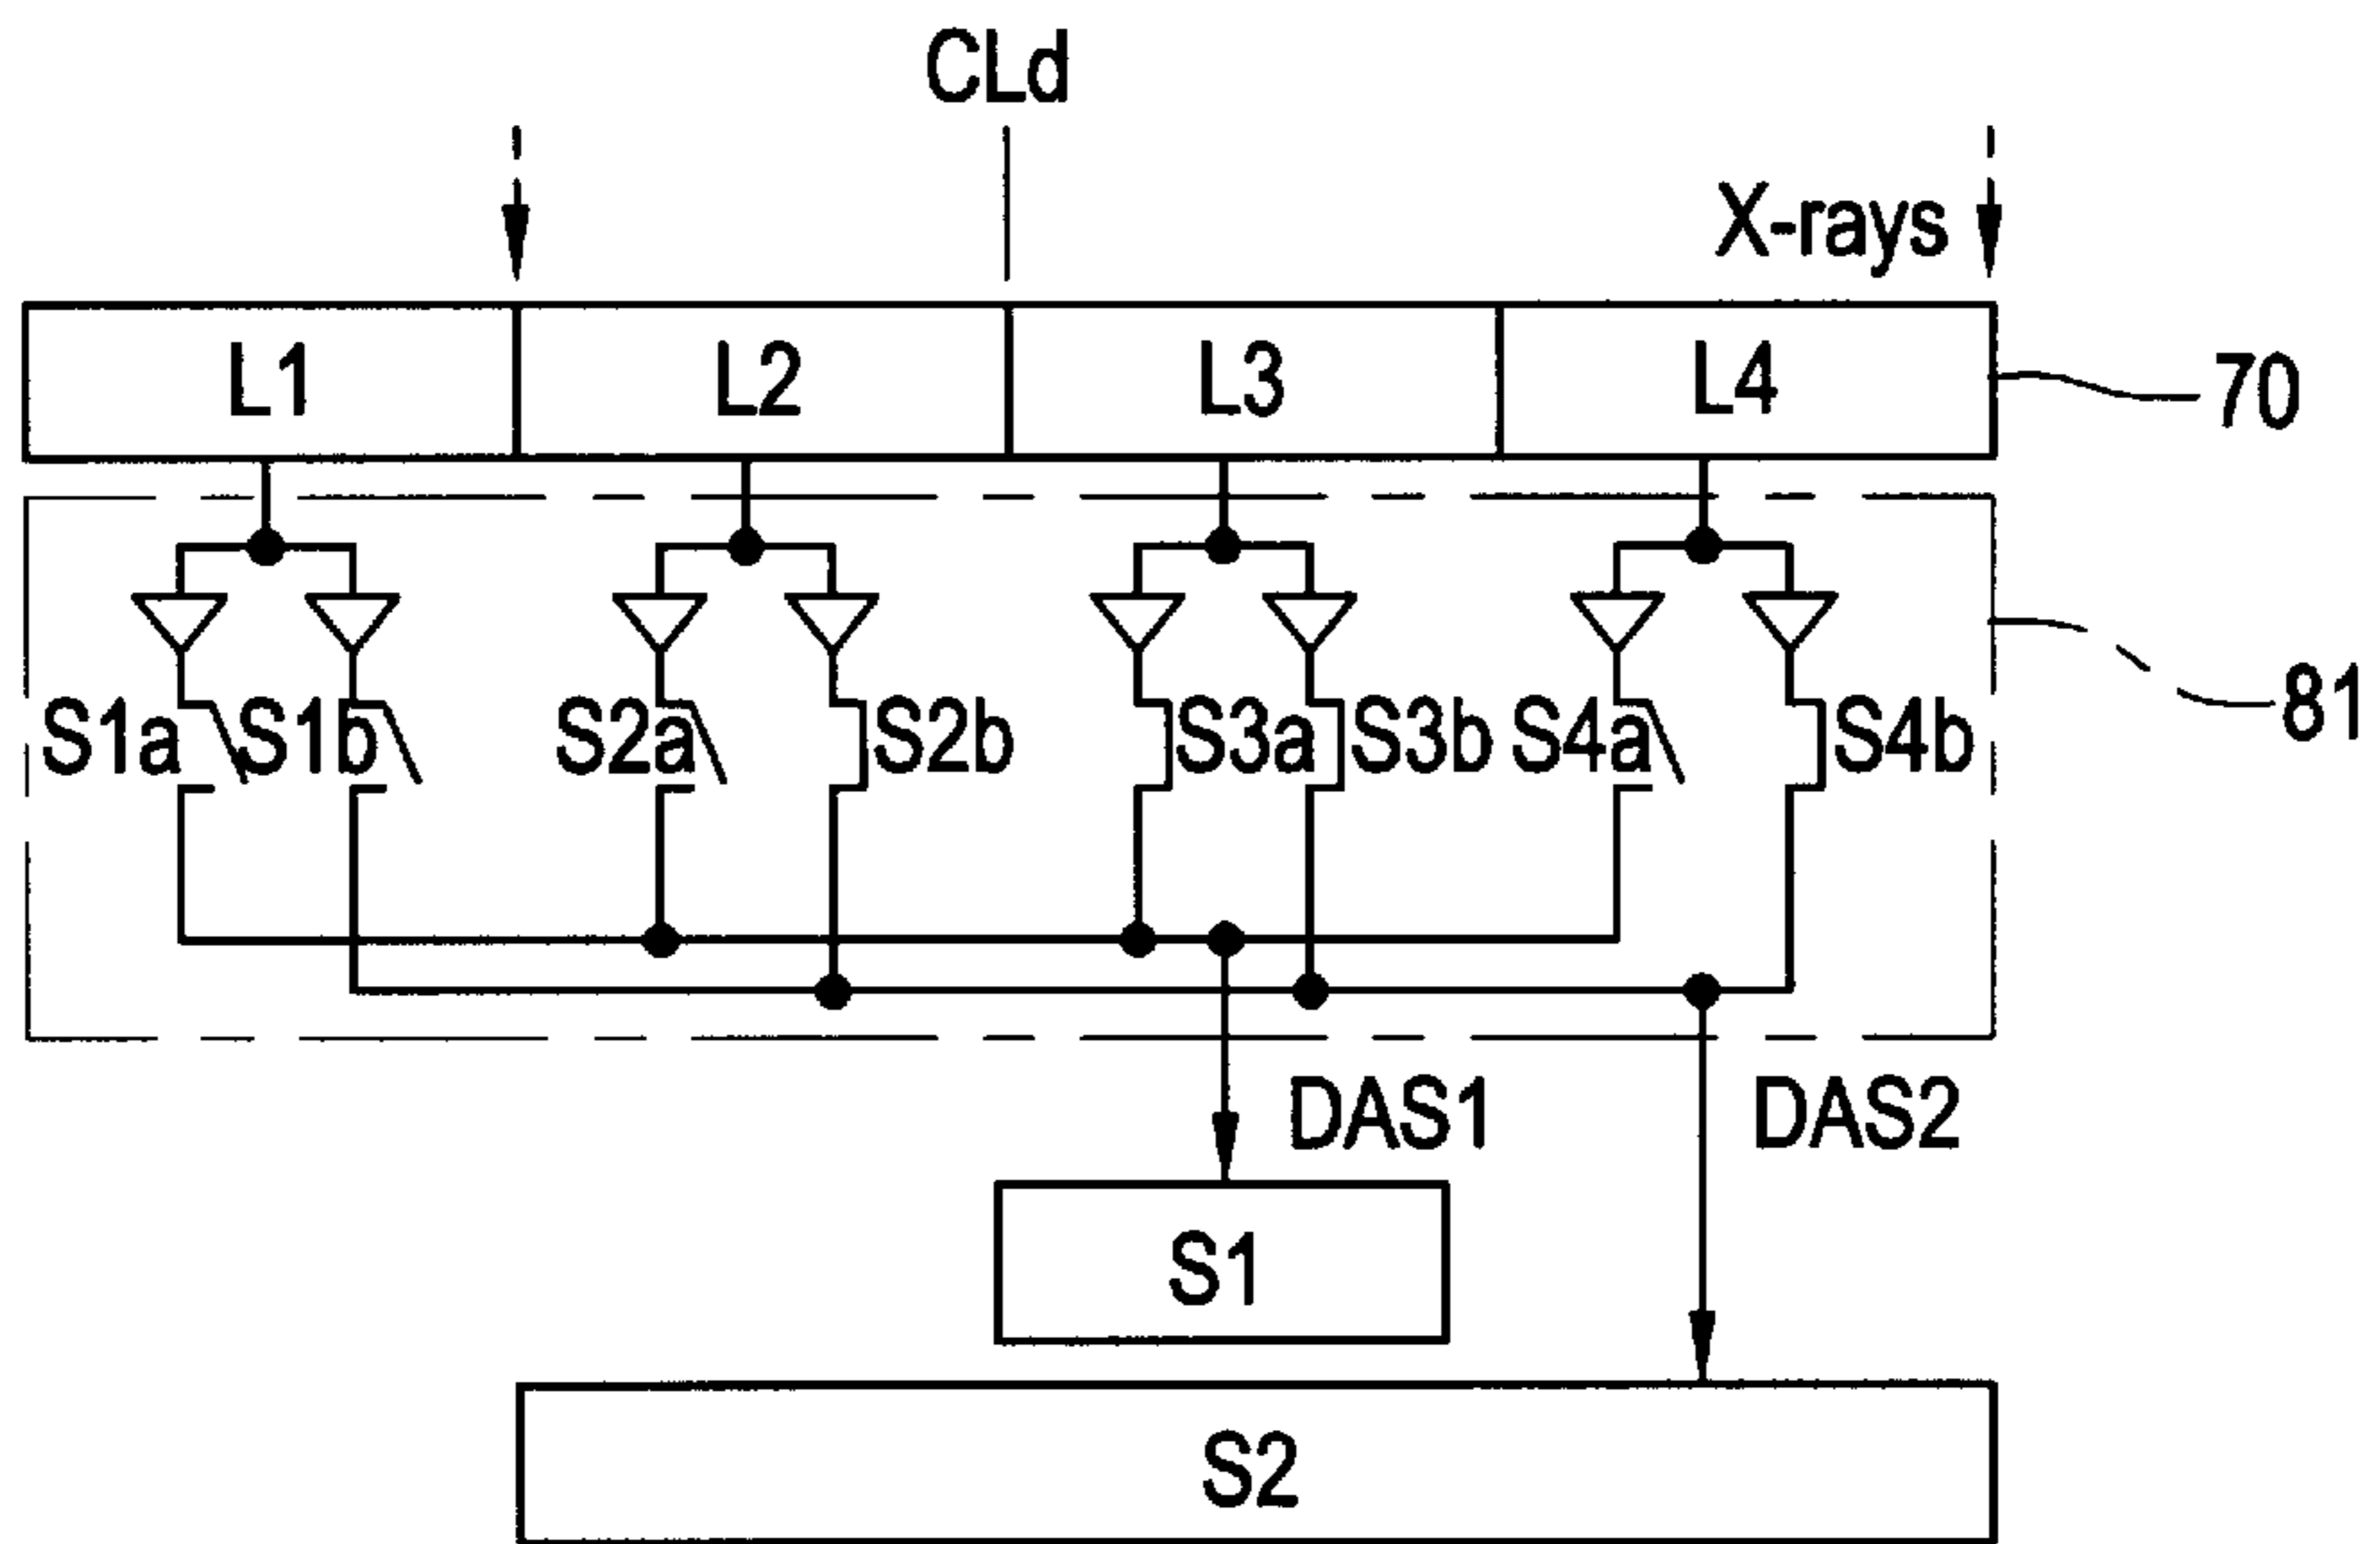 CLd
X-rays
L1 L2 L3 L4
70
S1a S1b S2a S2b S3a S3b S4a S4b
81
DAS1 DAS2
S1
S2